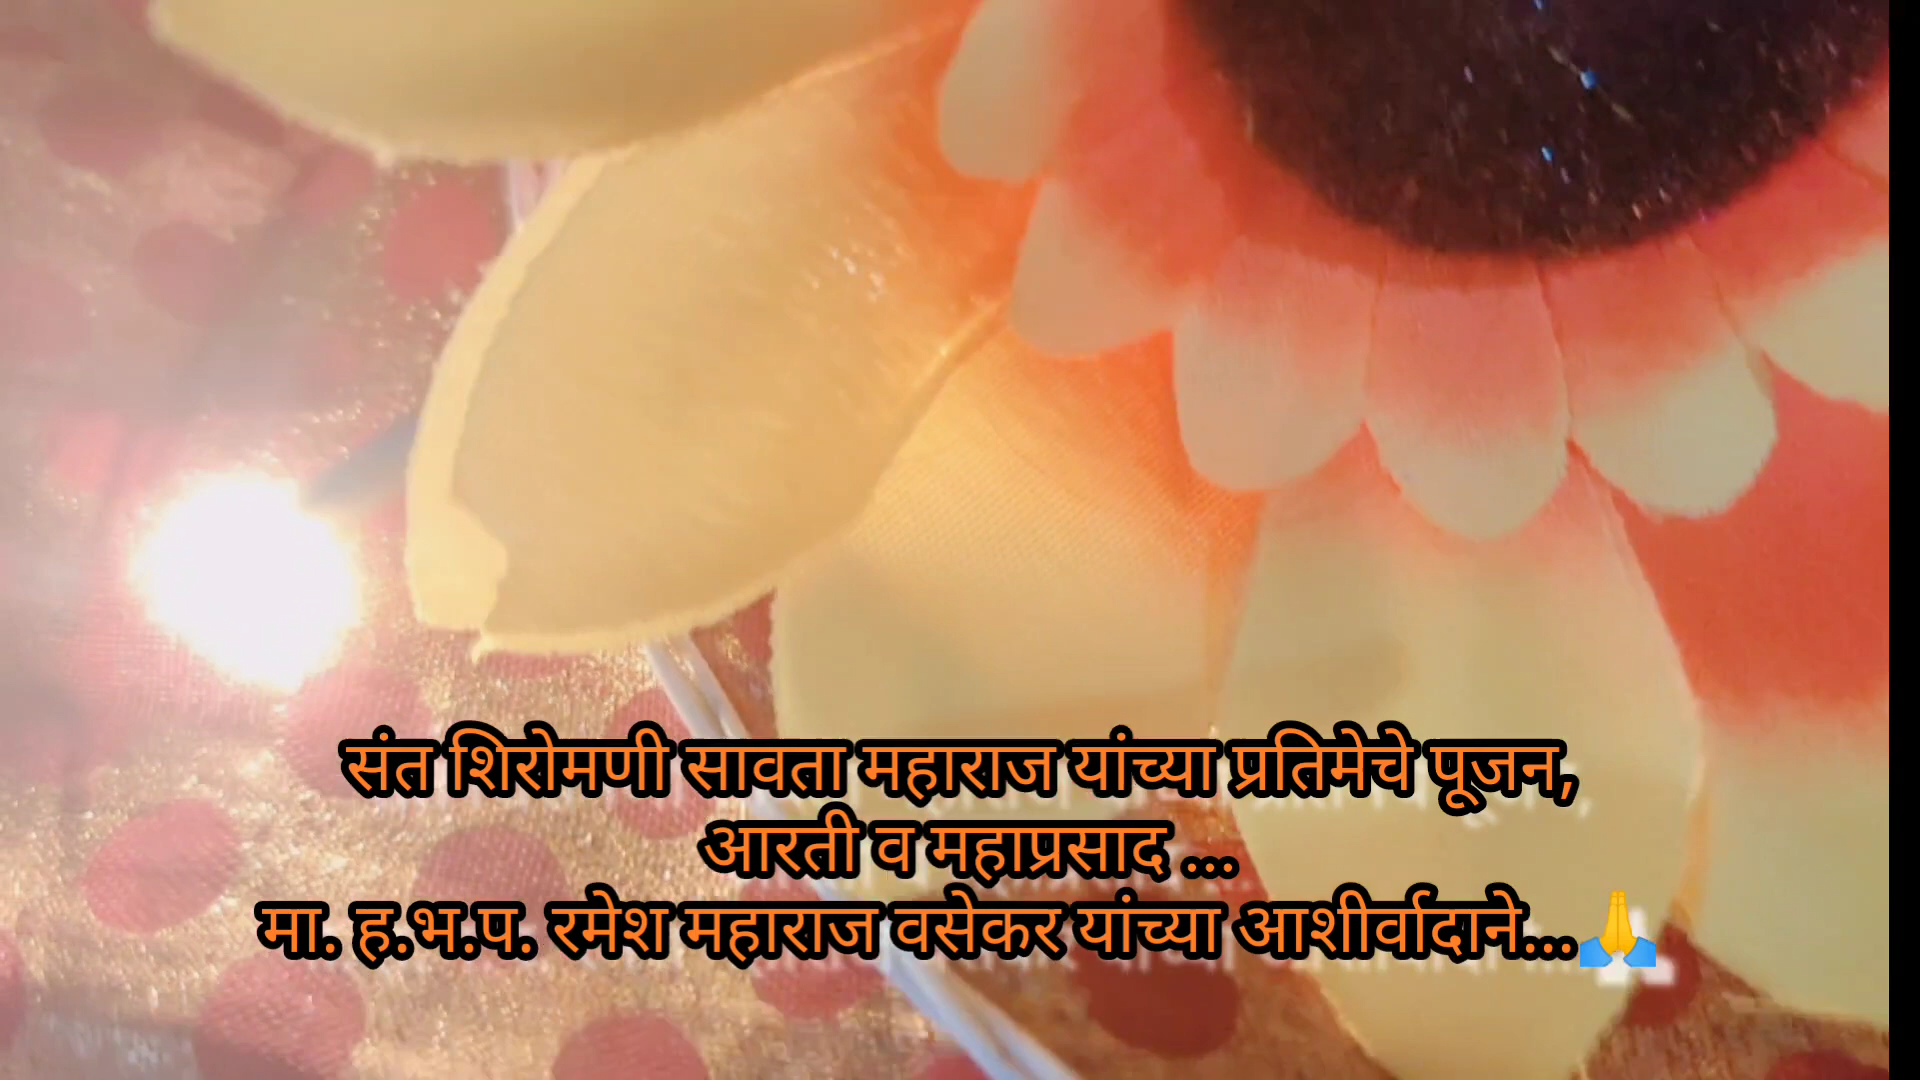 संत शिरोमणी सावता महाराज यांच्या प्रतिमेचे पूजन,
आरती व महाप्रसाद ...
मा. ह.भ.प. रमेश महाराज वसेकर यांच्या आशीर्वादाने...🙏